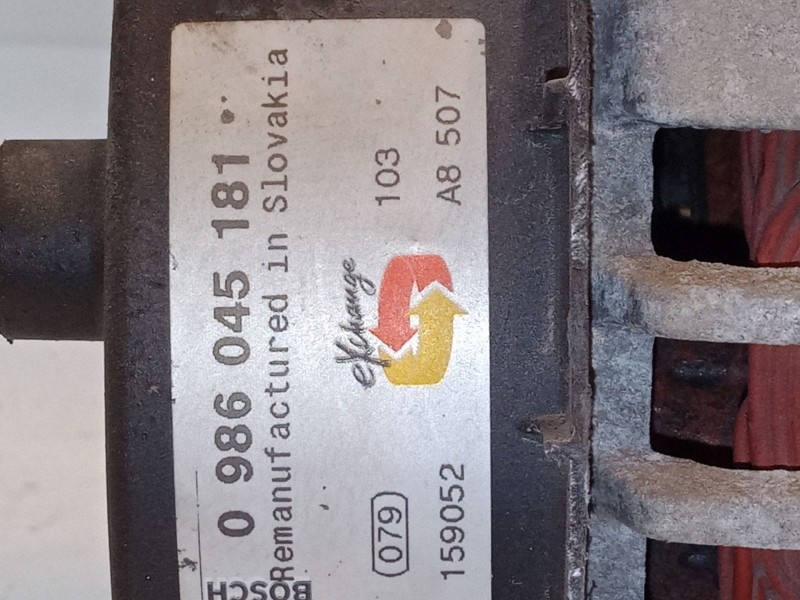 BOSCH
0 986 045 181
Remanufactured in Slovakia
eXchange
079
103
159052
A8 507